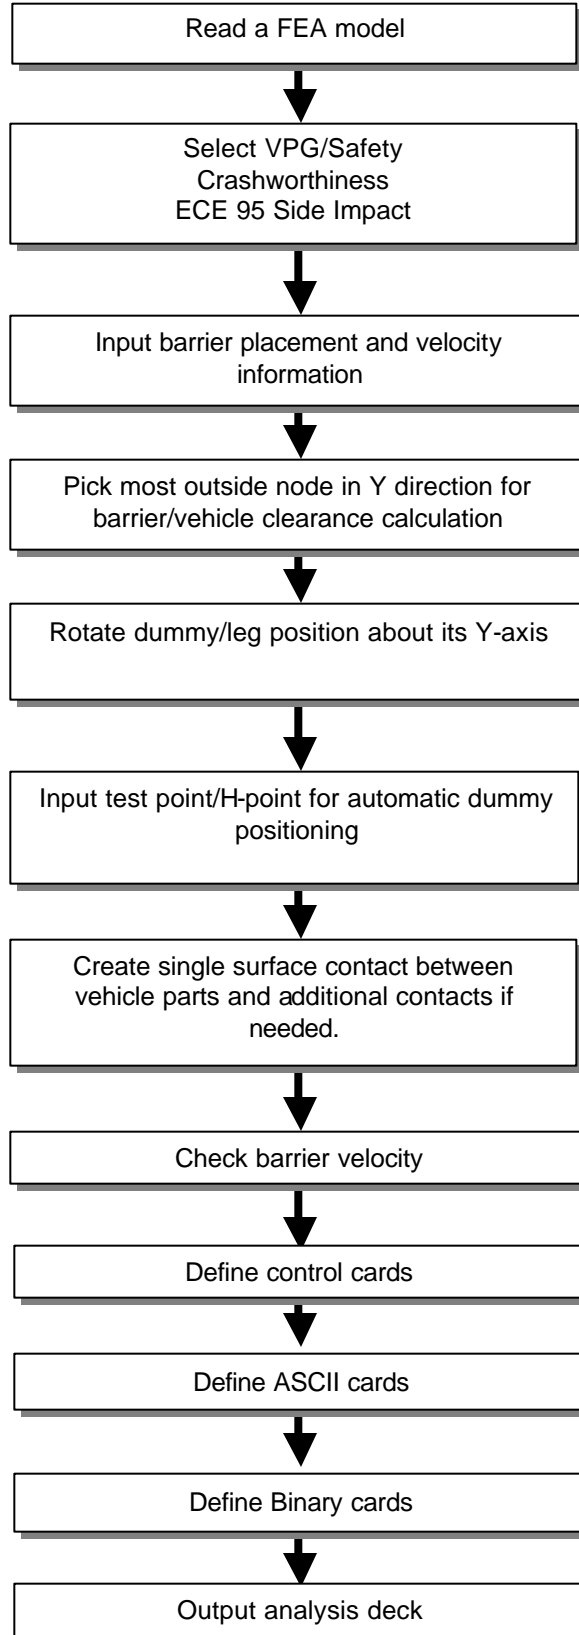 Read a FEA model
Select VPG/Safety
Crashworthiness
ECE 95 Side Impact
Input barrier placement and velocity
information
Pick most outside node in Y direction for
barrier/vehicle clearance calculation
Rotate dummy/leg position about its Y-axis
Input test point/H-point for automatic dummy
positioning
Create single surface contact between
vehicle parts and additional contacts if
needed.
Check barrier velocity
Define control cards
Define ASCII cards
Define Binary cards
Output analysis deck